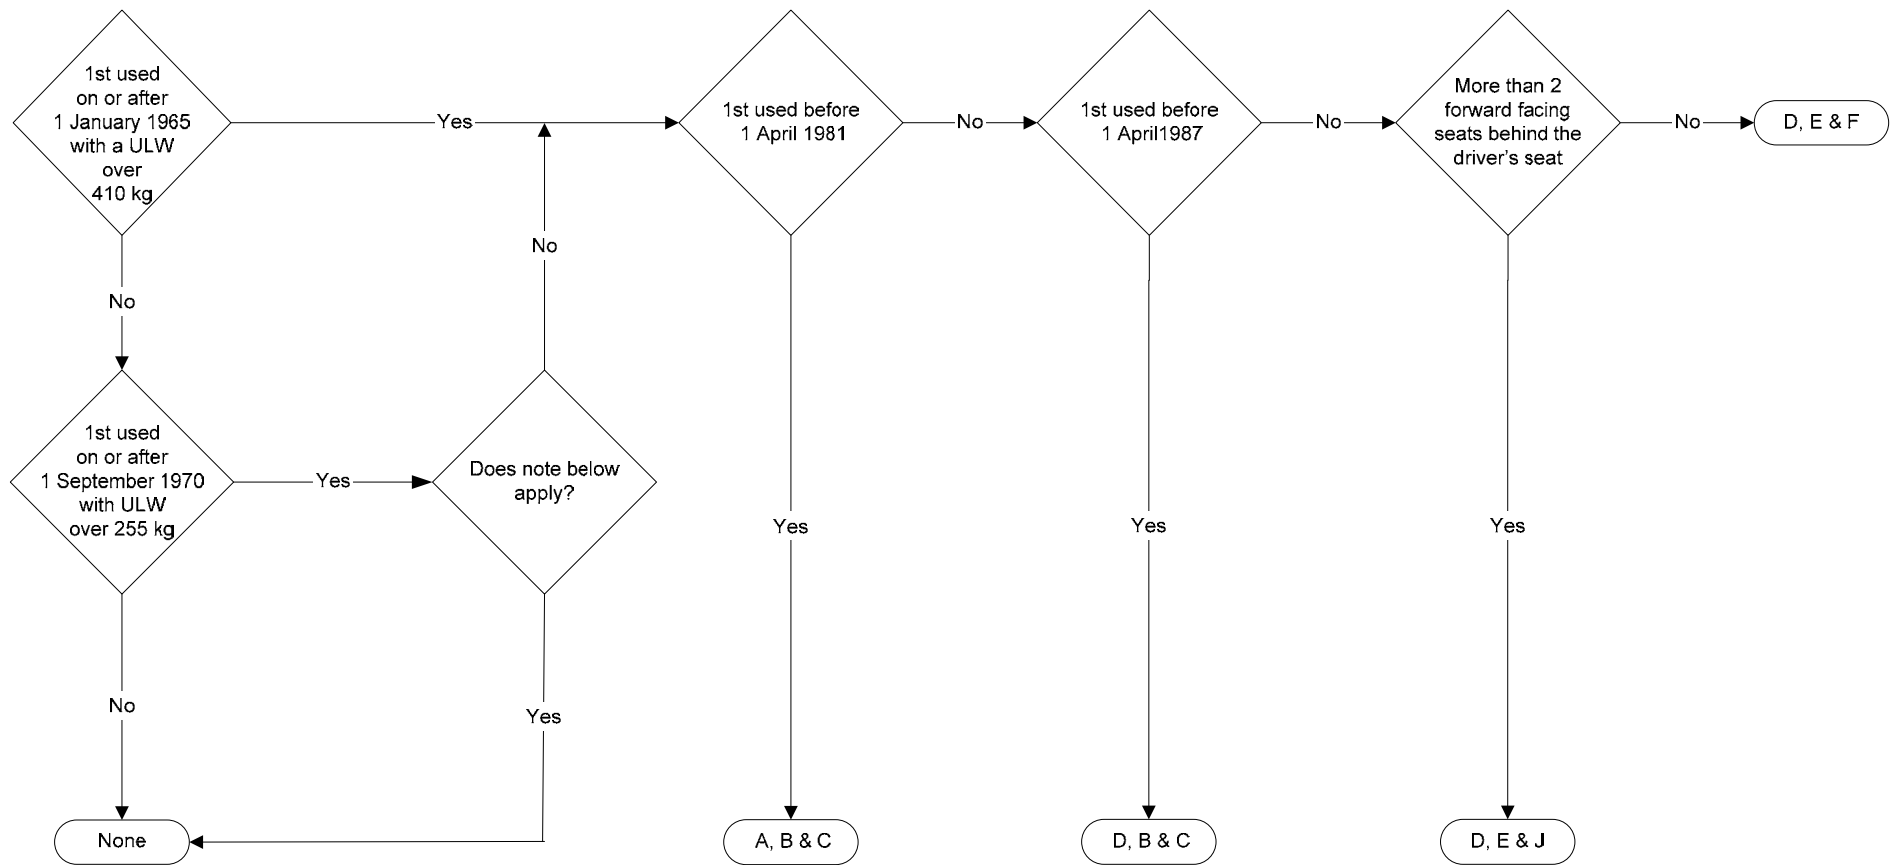 1st used
on or after
1 January 1965
with a ULW
over
410 kg
Yes
1st used before
1 April 1981
No
1st used before
1 April1987
No
More than 2
forward facing
seats behind the
driver's seat
No
D, E & F
No
No
1st used
on or after
1 September 1970
with ULW
over 255 kg
Yes
Does note below
apply?
Yes
Yes
Yes
No
Yes
None
A, B & C
D, B & C
D, E & J